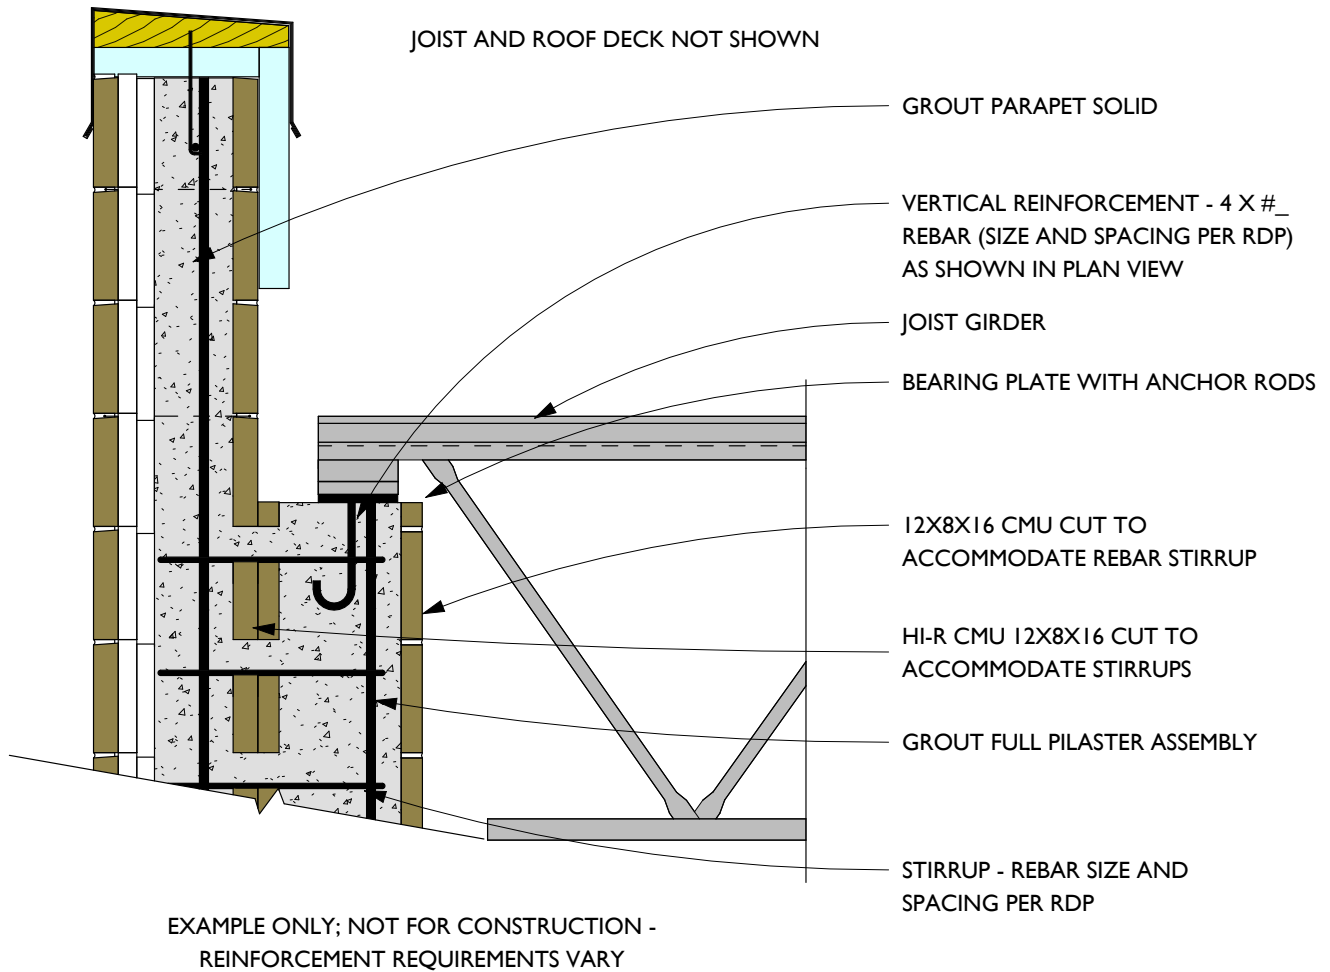 JOIST AND ROOF DECK NOT SHOWN
GROUT PARAPET SOLID
VERTICAL REINFORCEMENT - 4 X #_
REBAR (SIZE AND SPACING PER RDP)
AS SHOWN IN PLAN VIEW
JOIST GIRDER
BEARING PLATE WITH ANCHOR RODS
12X8X16 CMU CUT TO
ACCOMMODATE REBAR STIRRUP
HI-R CMU 12X8X16 CUT TO
ACCOMMODATE STIRRUPS
GROUT FULL PILASTER ASSEMBLY
STIRRUP - REBAR SIZE AND
SPACING PER RDP
EXAMPLE ONLY; NOT FOR CONSTRUCTION -
REINFORCEMENT REQUIREMENTS VARY